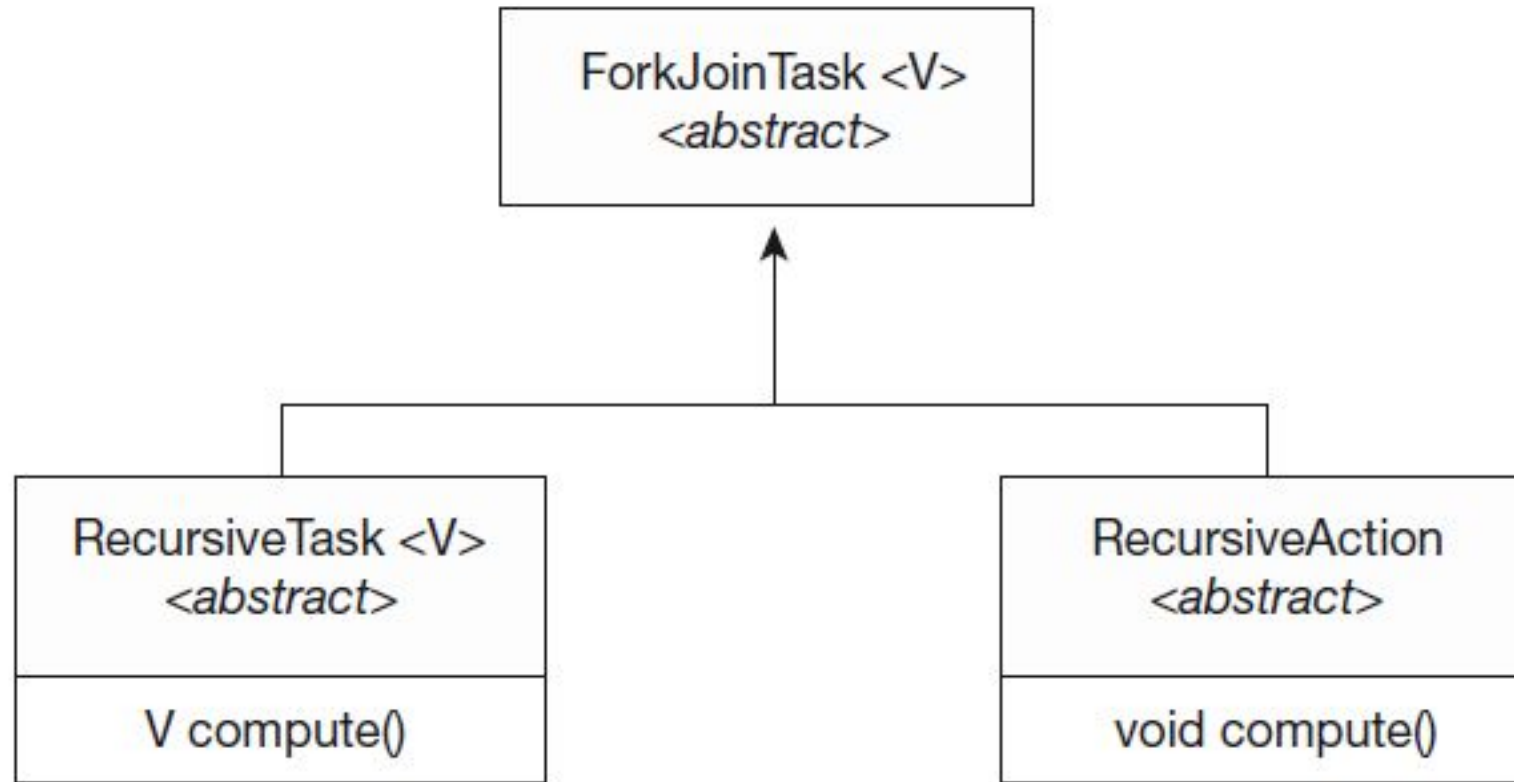 ForkJoinTask <V>
<abstract>
RecursiveTask <V>
<abstract>
V compute()
RecursiveAction
<abstract>
void compute()